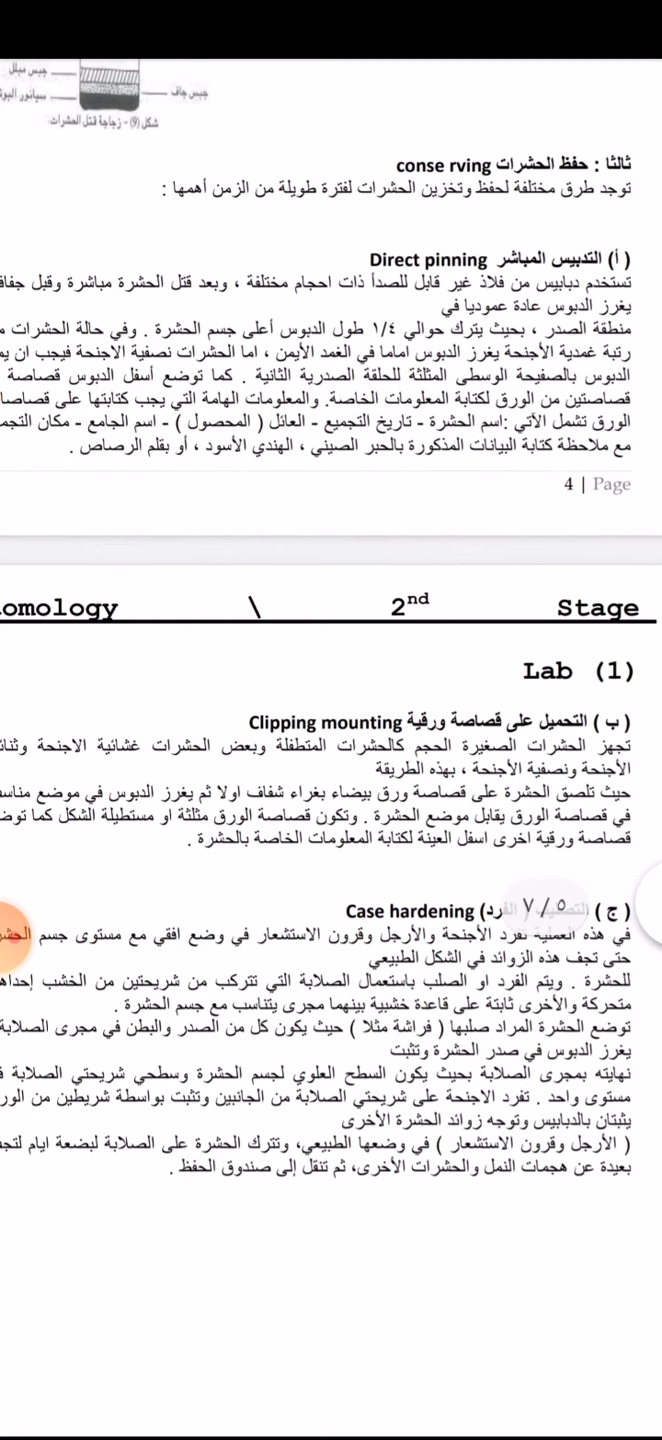 جبس مبلل
جبس جاف
سيانور
شكل (9) - زجاجة قتل الحشرات
ثالثا : حفظ الحشرات conse rving
توجد طرق مختلفة لحفظ وتخزين الحشرات لفترة طويلة من الزمن أهمها :
( أ ) التدبيس المباشر Direct pinning
تستخدم دبابيس من فلاذ غير قابل للصدأ ذات احجام مختلفة ، وبعد قتل الحشرة مباشرة وقبل
يغرز الدبوس عادة عموديا في
منطقة الصدر ، بحيث يترك حوالي ١/٤ طول الدبوس أعلى جسم الحشرة . وفي حالة الحشرات
رتبة غمدية الأجنحة يغرز الدبوس اماما في الغمد الأيمن ، اما الحشرات نصفية الأجنحة فيجب ان
الدبوس بالصفيحة الوسطى المثلثة للحلقة الصدرية الثانية . كما توضع أسفل الدبوس قصاصة
قصاصتين من الورق لكتابة المعلومات الخاصة.والمعلومات الهامة التي يجب كتابتها على
الورق تشمل الآتي :اسم الحشرة - تاريخ التجميع - العائل ( المحصول ) - اسم الجامع - مكان
مع ملاحظة كتابة البيانات المذكورة بالحبر الصيني ، الهندي الأسود ، أو بقلم الرصاص .
4 | Page
omology \ 2nd Stage
Lab (1)
( ب ) التحميل على قصاصة ورقية Clipping mounting
تجهز الحشرات الصغيرة الحجم كالحشرات المتطفلة وبعض الحشرات غشائية الاجنحة
الأجنحة ونصفية الأجنحة ، بهذه الطريقة
حيث تلصق الحشرة على قصاصة ورق بيضاء بغراء شفاف اولا ثم يغرز الدبوس في موضع
في قصاصة الورق يقابل موضع الحشرة . وتكون قصاصة الورق مثلثة او مستطيلة الشكل كما
قصاصة ورقية اخرى اسفل العينة لكتابة المعلومات الخاصة بالحشرة .
( ج ) Case hardening
٧ / ٥
في هذه العملية تفرد الأجنحة والأرجل وقرون الاستشعار في وضع افقي مع مستوى جسم
حتى تجف هذه الزوائد في الشكل الطبيعي
للحشرة . ويتم الفرد او الصلب باستعمال الصلابة التي تتركب من شريحتين من الخشب
متحركة والأخرى ثابتة على قاعدة خشبية بينهما مجرى يتناسب مع جسم الحشرة .
توضع الحشرة المراد صلبها ( فراشة مثلا ) حيث يكون كل من الصدر والبطن في مجرى الصلابة
يغرز الدبوس في صدر الحشرة وتثبت
نهايته بمجرى الصلابة بحيث يكون السطح العلوي لجسم الحشرة وسطحي شريحتي الصلابة
مستوى واحد . تفرد الاجنحة على شريحتي الصلابة من الجانبين وتثبت بواسطة شريطين من
يثبتان بالدبابيس وتوجه زوائد الحشرة الأخرى
( الأرجل وقرون الاستشعار ) في وضعها الطبيعي، وتترك الحشرة على الصلابة لبضعة ايام
بعيدة عن هجمات النمل والحشرات الأخرى، ثم تنقل إلى صندوق الحفظ .